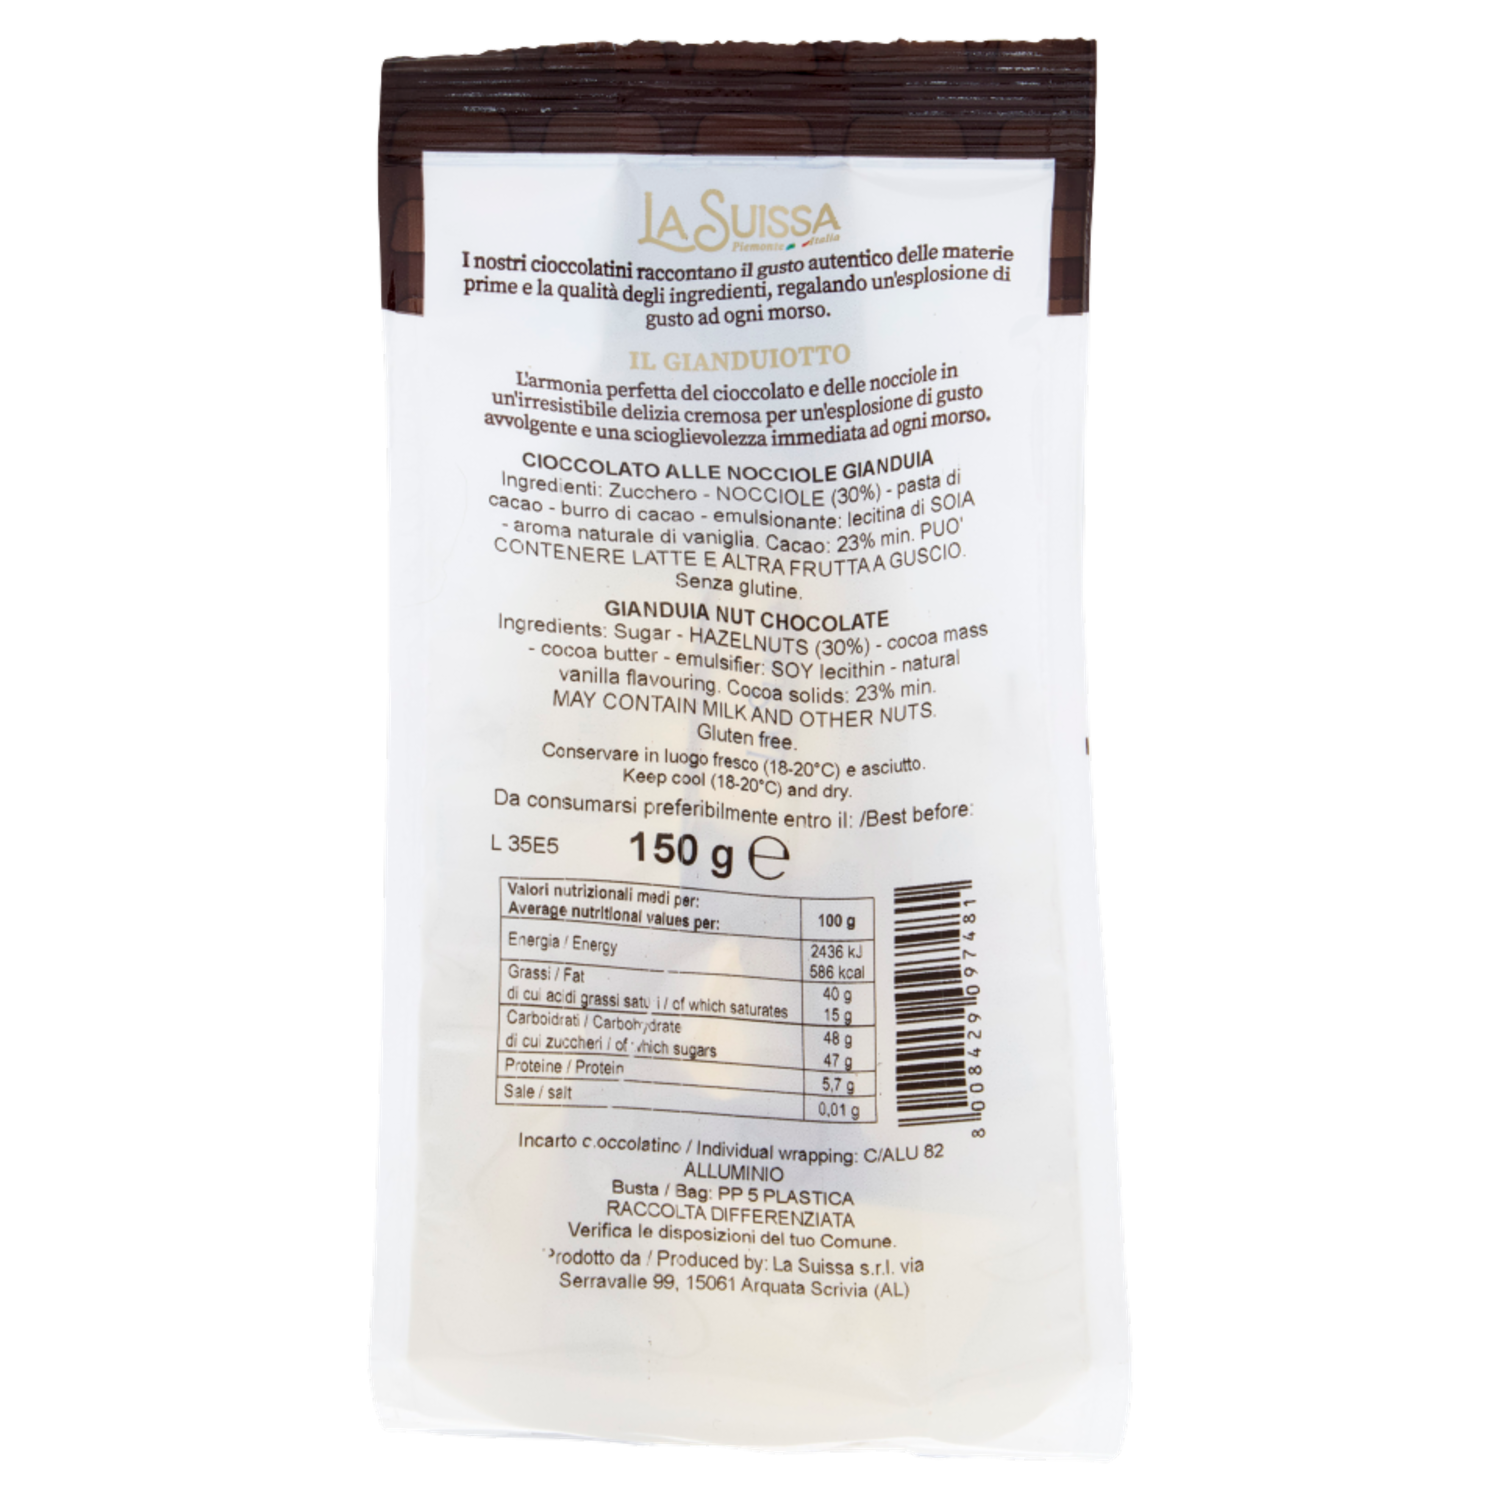 LA SUISSA
Piemonte Italia
I nostri cioccolatini raccontano il gusto autentico delle materie
prime e la qualità degli ingredienti, regalando un'esplosione di
gusto ad ogni morso.
IL GIANDUIOTTO
L'armonia perfetta del cioccolato e delle nocciole in
un'irresistibile delizia cremosa per un'esplosione di gusto
avvolgente e una scioglievolezza immediata ad ogni morso.
CIOCCOLATO ALLE NOCCIOLE GIANDUIA
Ingredienti: Zucchero - NOCCIOLE (30%) - pasta di
cacao - burro di cacao - emulsionante: lecitina di SOIA
- aroma naturale di vaniglia. Cacao: 23% min. PUO'
CONTENERE LATTE E ALTRA FRUTTA A GUSCIO.
Senza glutine.
GIANDUIA NUT CHOCOLATE
Ingredients: Sugar - HAZELNUTS (30%) - cocoa mass
- cocoa butter - emulsifier: SOY lecithin - natural
vanilla flavouring. Cocoa solids: 23% min.
MAY CONTAIN MILK AND OTHER NUTS.
Gluten free.
Conservare in luogo fresco (18-20°C) e asciutto.
Keep cool (18-20°C) and dry.
Da consumarsi preferibilmente entro il: /Best before:
L 35E5 150 g ℮
Valori nutrizionali medi per:
Average nutritional values per: 100 g
Energia / Energy 2436 kJ
586 kcal
Grassi / Fat 40 g
di cui acidi grassi saturi / of which saturates 15 g
Carboidrati / Carbohydrate 48 g
di cui zuccheri / of which sugars 47 g
Proteine / Protein 5,7 g
Sale / salt 0,01 g
8 008429 097481
Incarto cioccolatino / Individual wrapping: C/ALU 82
ALLUMINIO
Busta / Bag: PP 5 PLASTICA
RACCOLTA DIFFERENZIATA
Verifica le disposizioni del tuo Comune.
Prodotto da / Produced by: La Suissa s.r.l. via
Serravalle 99, 15061 Arquata Scrivia (AL)